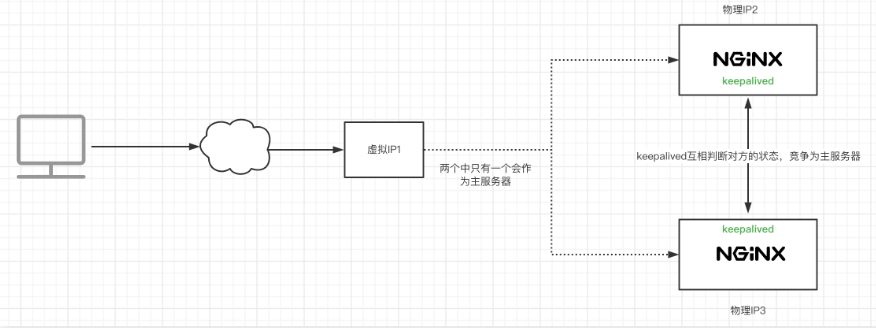 物理IP2
NGINX
keepalived
虚拟IP1
两个中只有一个会作
为主服务器
keepalived互相判断对方的状态，竞争为主服务器
keepalived
NGINX
物理IP3